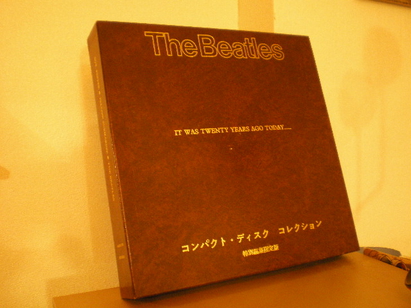 The Beatles
IT WAS TWENTY YEARS AGO TODAY.....
コンパクト・ディスク コレクション